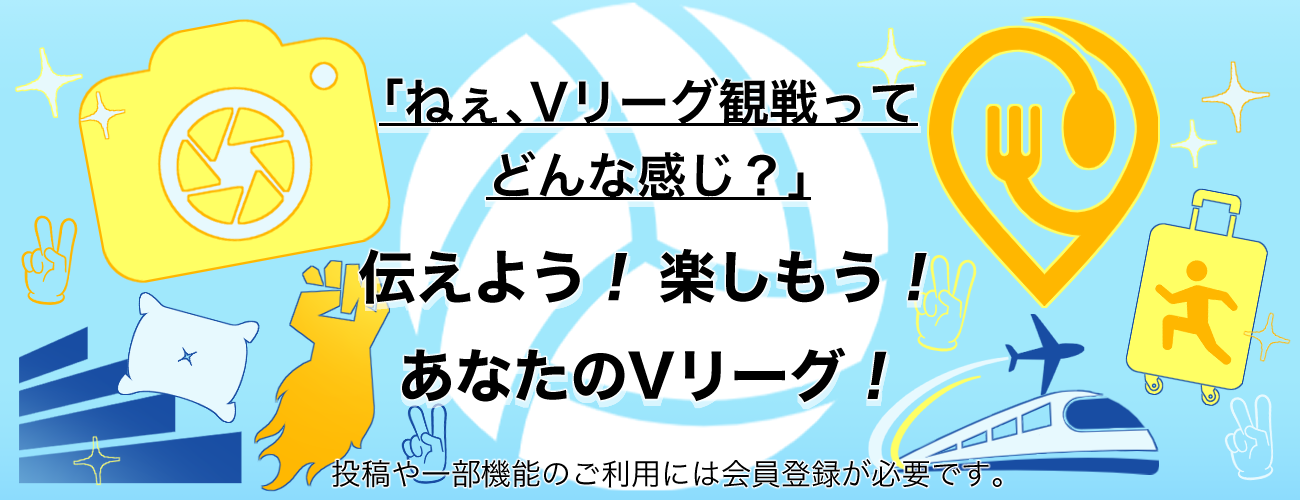 「ねぇ、Vリーグ観戦って
どんな感じ?」
伝えよう! 楽しもう!
あなたのVリーグ!
投稿や一部機能のご利用には会員登録が必要です。